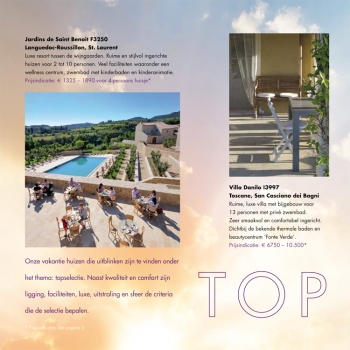 Jardins de Saint Benoit F3250
Languedoc-Roussillon, St. Laurent
Luxe resort tussen de wijngaarden. Ruime en stijlvol ingerichte
huizen voor 2 tot 10 personen. Veel faciliteiten waaronder een
wellness centrum, zwembad met kinderbaden en kinderanimatie.
Prijsindicatie: € 1325 – 1890 voor 4-persoons huisje*
Villa Danilo I3997
Toscane, San Casciano dei Bagni
Ruime, luxe villa met bijgebouw voor
13 personen met privé zwembad.
Zeer smaakvol en comfortabel ingericht.
Dichtbij de bekende thermale baden en
beautycentrum 'Fonte Verde'.
Prijsindicatie: € 6750 – 10.500*
Onze vakantie huizen die uitblinken zijn te vinden onder
het thema: topselectie. Naast kwaliteit en comfort zijn
ligging, faciliteiten, luxe, uitstraling en sfeer de criteria
die de selectie bepalen.
TOP